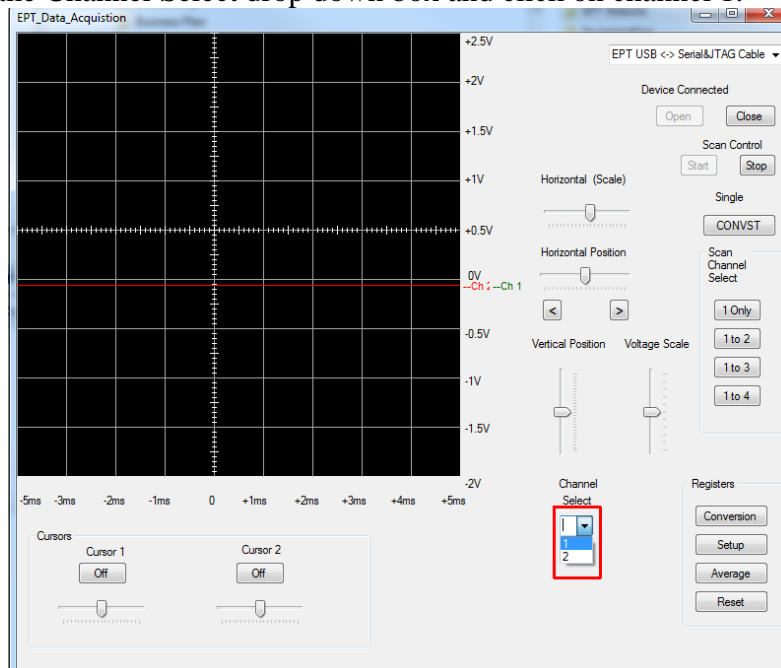 the Channel Select drop down box and click on channel 1.
EPT_Data_Acquistion
+2.5V
+2V
+1.5V
+1V
+0.5V
0V
--Ch 2 --Ch 1
-0.5V
-1V
-1.5V
-2V
-5ms -3ms -2ms -1ms 0 +1ms +2ms +3ms +4ms +5ms
EPT USB <-> Serial&JTAG Cable
Device Connected
Open Close
Scan Control
Start Stop
Horizontal (Scale)
Single
CONVST
Horizontal Position
< >
Scan
Channel
Select
1 Only
1 to 2
1 to 3
1 to 4
Vertical Position Voltage Scale
Channel
Select
1
2
Registers
Conversion
Setup
Average
Reset
Cursors
Cursor 1 Cursor 2
Off Off